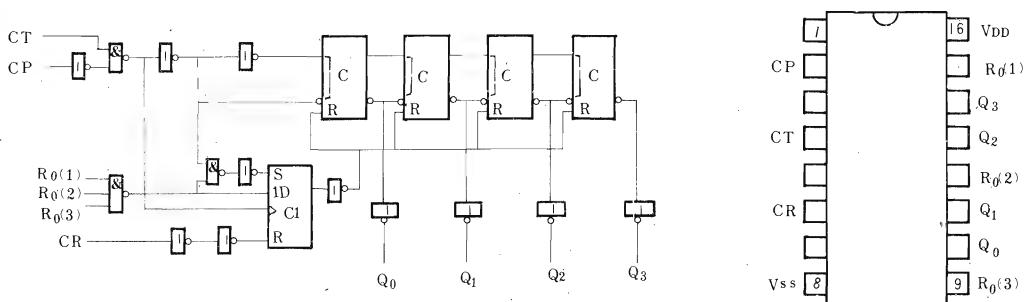 CT
CP
&
1
1
1
C
C
C
C
R
R
R
R
R0(1)
R0(2)
R0(3)
&
&
1
S
1D
C1
R
1
CR
1
1
1
1
1
1
Q0
Q1
Q2
Q3
1
16
VDD
CP
R0(1)
Q3
CT
Q2
R0(2)
CR
Q1
Q0
Vss
8
9
R0(3)